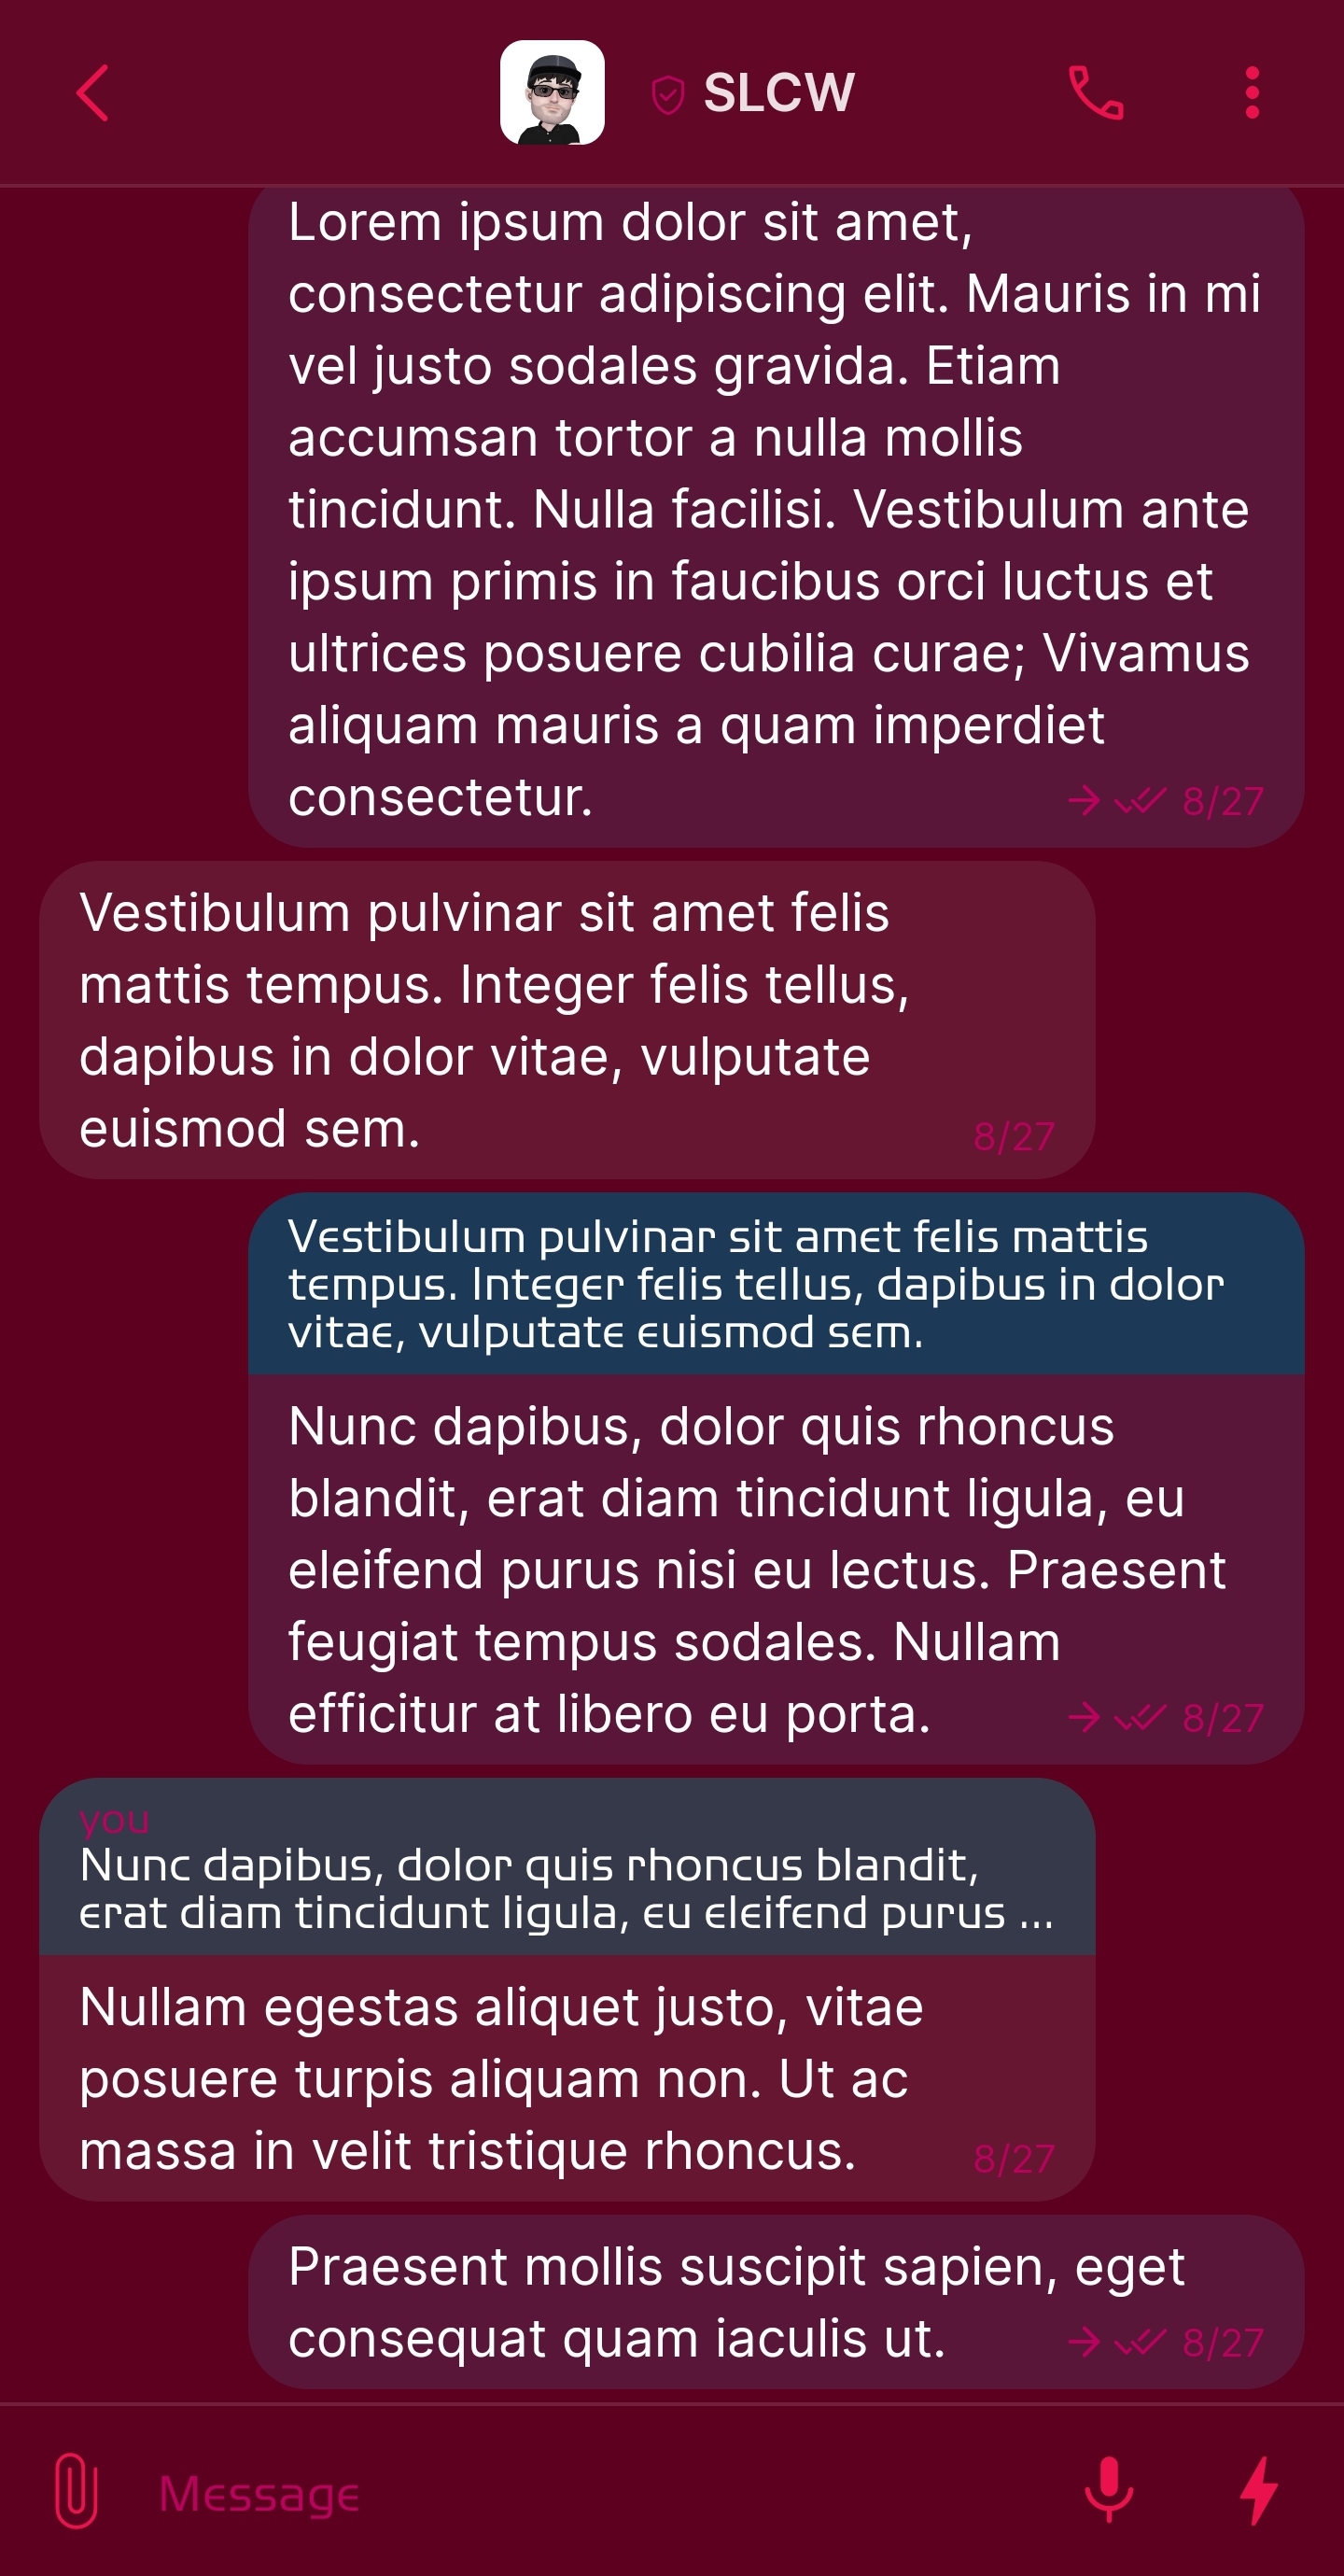 SLCW
Lorem ipsum dolor sit amet,
consectetur adipiscing elit. Mauris in mi
vel justo sodales gravida. Etiam
accumsan tortor a nulla mollis
tincidunt. Nulla facilisi. Vestibulum ante
ipsum primis in faucibus orci luctus et
ultrices posuere cubilia curae; Vivamus
aliquam mauris a quam imperdiet
consectetur. 8/27
Vestibulum pulvinar sit amet felis
mattis tempus. Integer felis tellus,
dapibus in dolor vitae, vulputate
euismod sem. 8/27
Vestibulum pulvinar sit amet felis mattis
tempus. Integer felis tellus, dapibus in dolor
vitae, vulputate euismod sem.
Nunc dapibus, dolor quis rhoncus
blandit, erat diam tincidunt ligula, eu
eleifend purus nisi eu lectus. Praesent
feugiat tempus sodales. Nullam
efficitur at libero eu porta. 8/27
you
Nunc dapibus, dolor quis rhoncus blandit,
erat diam tincidunt ligula, eu eleifend purus ...
Nullam egestas aliquet justo, vitae
posuere turpis aliquam non. Ut ac
massa in velit tristique rhoncus. 8/27
Praesent mollis suscipit sapien, eget
consequat quam iaculis ut. 8/27
Message